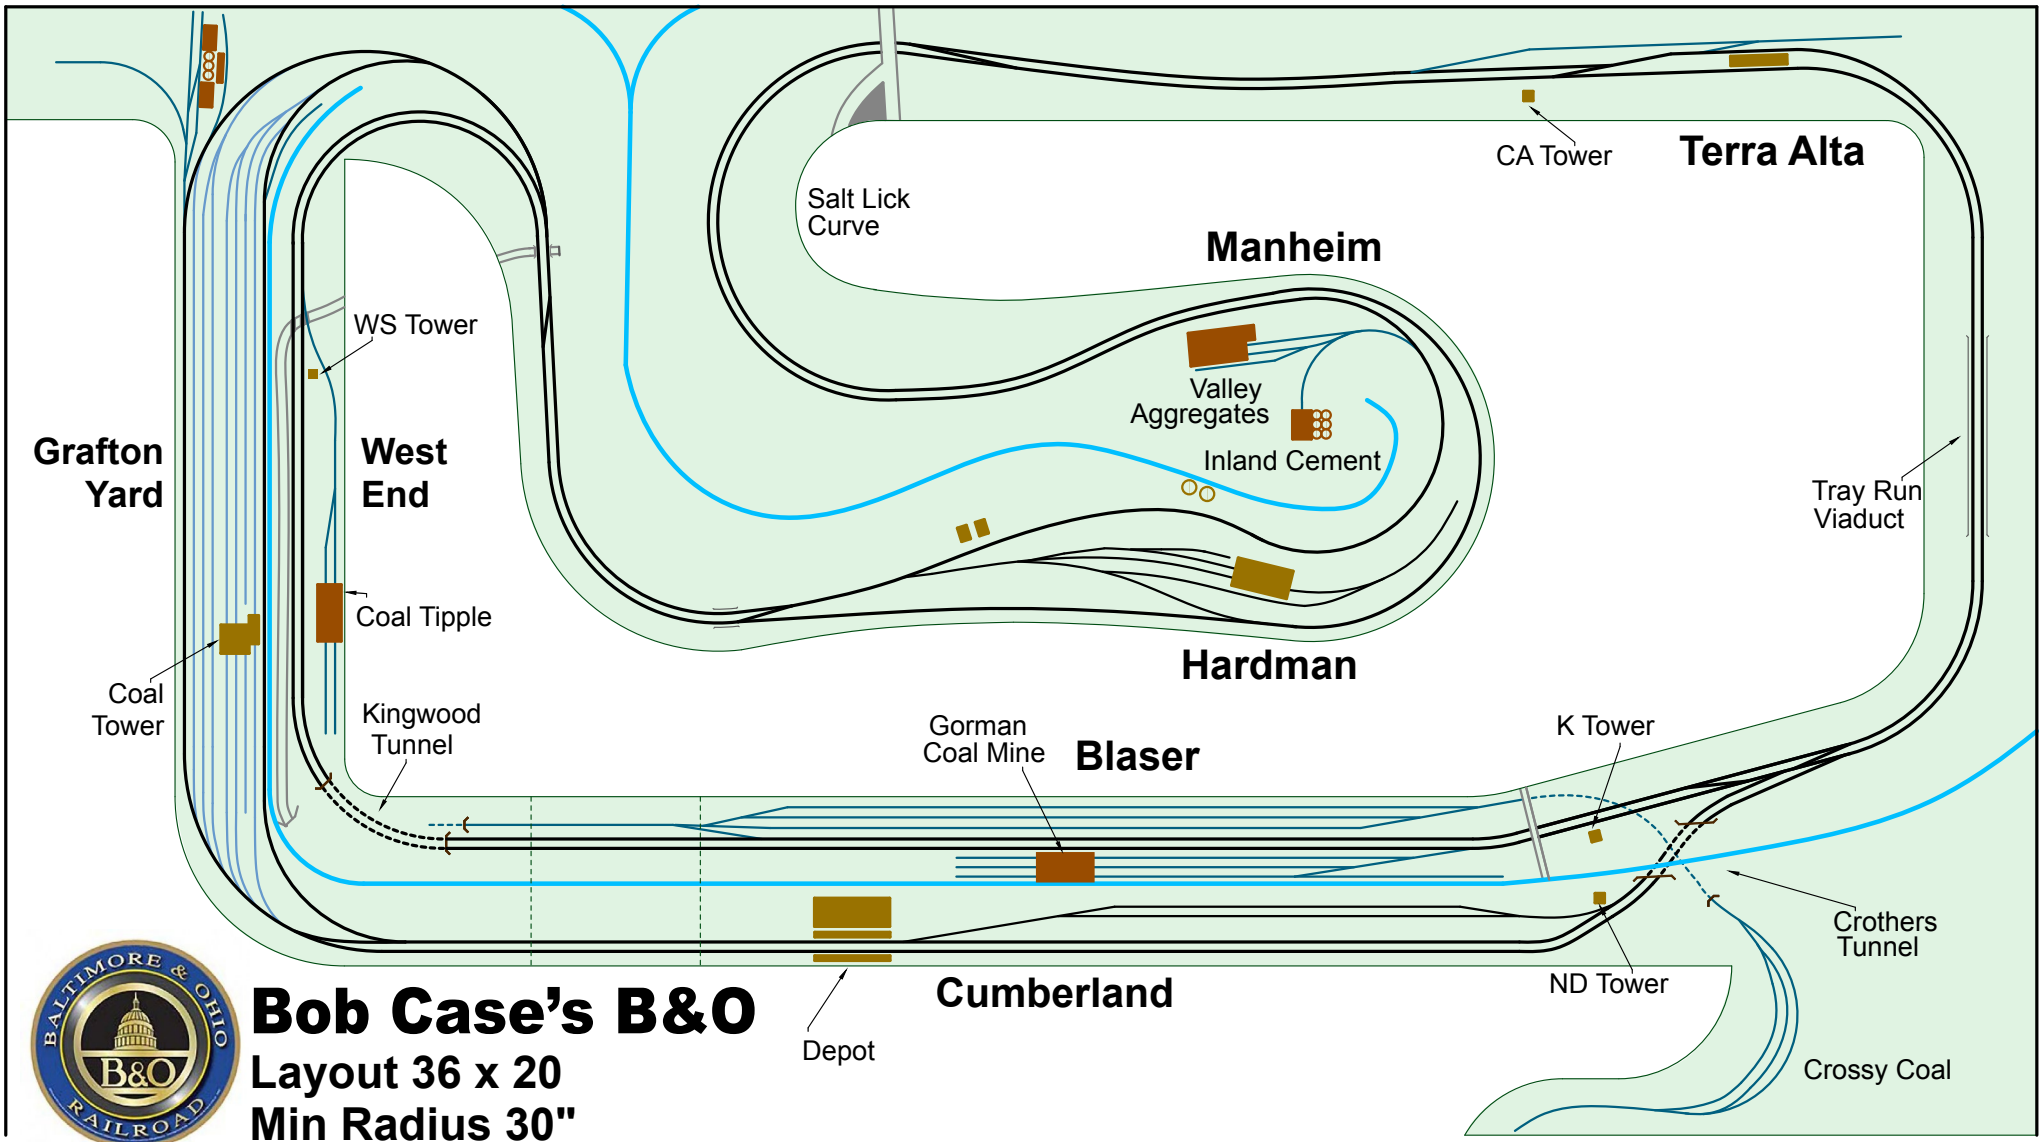 CA Tower
Terra Alta
Salt Lick
Curve
Manheim
WS Tower
Valley
Aggregates
Inland Cement
Grafton
Yard
West
End
Tray Run
Viaduct
Coal Tipple
Hardman
Coal
Tower
Kingwood
Tunnel
Gorman
Coal Mine
Blaser
K Tower
Crothers
Tunnel
ND Tower
Cumberland
Depot
Crossy Coal
BALTIMORE & OHIO
B&O
RAILROAD
Bob Case's B&O
Layout 36 x 20
Min Radius 30"